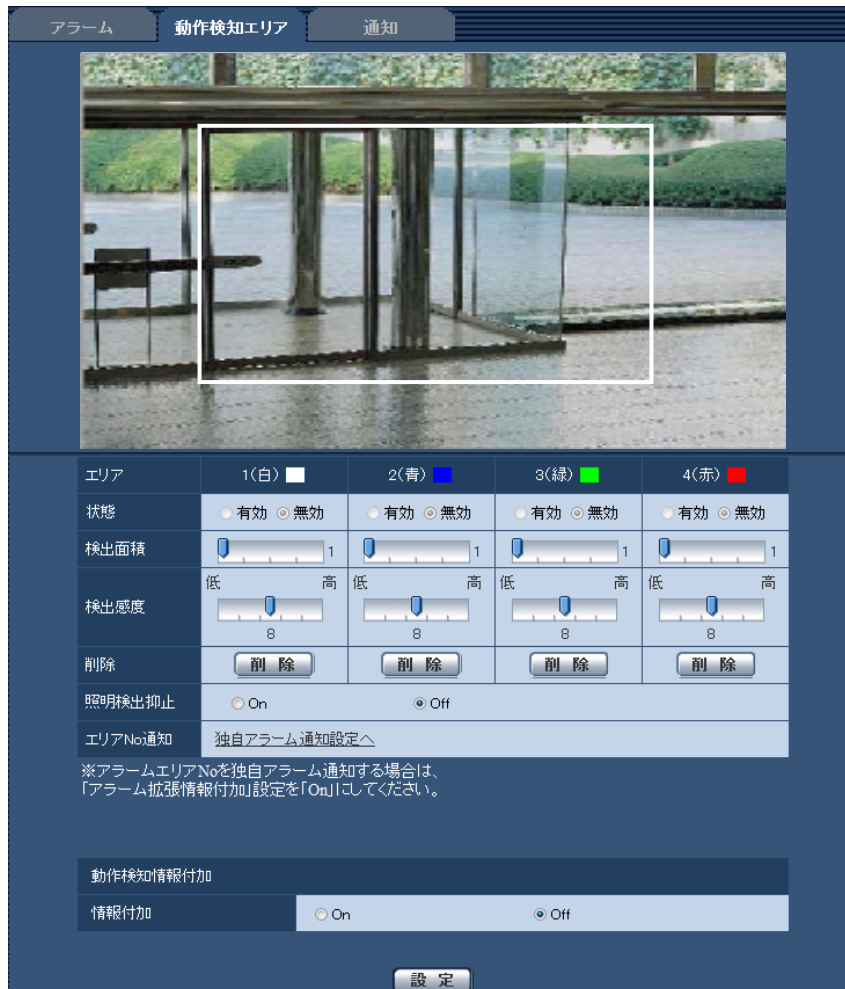 アラーム 動作検知エリア 通知
エリア 1(白) 2(青) 3(緑) 4(赤)
状態 有効 無効 有効 無効 有効 無効 有効 無効
検出面積 1 1 1 1
検出感度 低 高 低 高 低 高 低 高
8 8 8 8
削除 削除 削除 削除 削除
照明検出抑止 On Off
エリアNo通知 独自アラーム通知設定へ
※アラームエリアNoを独自アラーム通知する場合は、
「アラーム拡張情報付加」設定を「On」にしてください。
動作検知情報付加
情報付加 On Off
設定